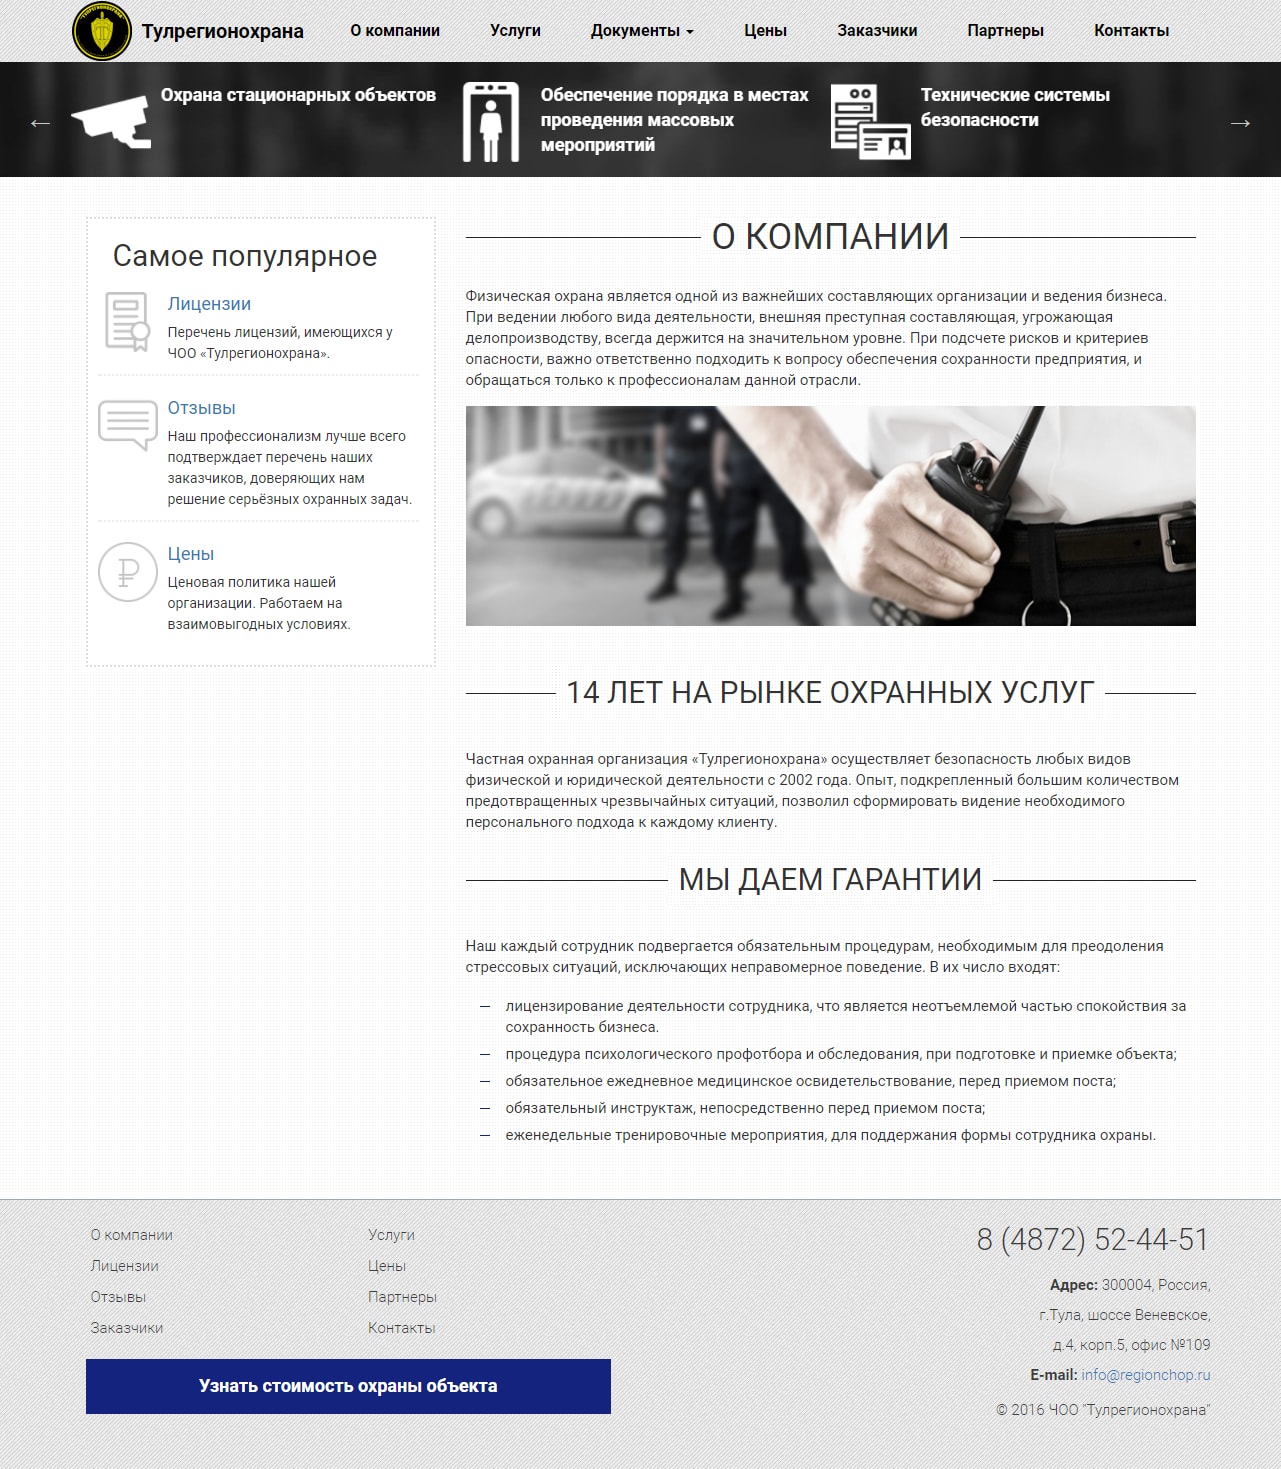 Тулрегионохрана
О компании
Услуги
Документы
Цены
Заказчики
Партнеры
Контакты
←
Охрана стационарных объектов
Обеспечение порядка в местах
проведения массовых
мероприятий
Технические системы
безопасности
→
Самое популярное
Лицензии
Перечень лицензий, имеющихся у
ЧОО «Тулрегионохрана».
Отзывы
Наш профессионализм лучше всего
подтверждает перечень наших
заказчиков, доверяющих нам
решение серьёзных охранных задач.
Цены
Ценовая политика нашей
организации. Работаем на
взаимовыгодных условиях.
О КОМПАНИИ
Физическая охрана является одной из важнейших составляющих организации и ведения бизнеса.
При ведении любого вида деятельности, внешняя преступная составляющая, угрожающая
делопроизводству, всегда держится на значительном уровне. При подсчете рисков и критериев
опасности, важно ответственно подходить к вопросу обеспечения сохранности предприятия, и
обращаться только к профессионалам данной отрасли.
14 ЛЕТ НА РЫНКЕ ОХРАННЫХ УСЛУГ
Частная охранная организация «Тулрегионохрана» осуществляет безопасность любых видов
физической и юридической деятельности с 2002 года. Опыт, подкрепленный большим количеством
предотвращенных чрезвычайных ситуаций, позволил сформировать видение необходимого
персонального подхода к каждому клиенту.
МЫ ДАЕМ ГАРАНТИИ
Наш каждый сотрудник подвергается обязательным процедурам, необходимым для преодоления
стрессовых ситуаций, исключающих неправомерное поведение. В их число входят:
— лицензирование деятельности сотрудника, что является неотъемлемой частью спокойствия за
сохранность бизнеса.
— процедура психологического профотбора и обследования, при подготовке и приемке объекта;
— обязательное ежедневное медицинское освидетельствование, перед приемом поста;
— обязательный инструктаж, непосредственно перед приемом поста;
— еженедельные тренировочные мероприятия, для поддержания формы сотрудника охраны.
О компании
Лицензии
Отзывы
Заказчики
Услуги
Цены
Партнеры
Контакты
Узнать стоимость охраны объекта
8 (4872) 52-44-51
Адрес: 300004, Россия,
г.Тула, шоссе Веневское,
д.4, корп.5, офис №109
E-mail: info@regionchop.ru
© 2016 ЧОО "Тулрегионохрана"